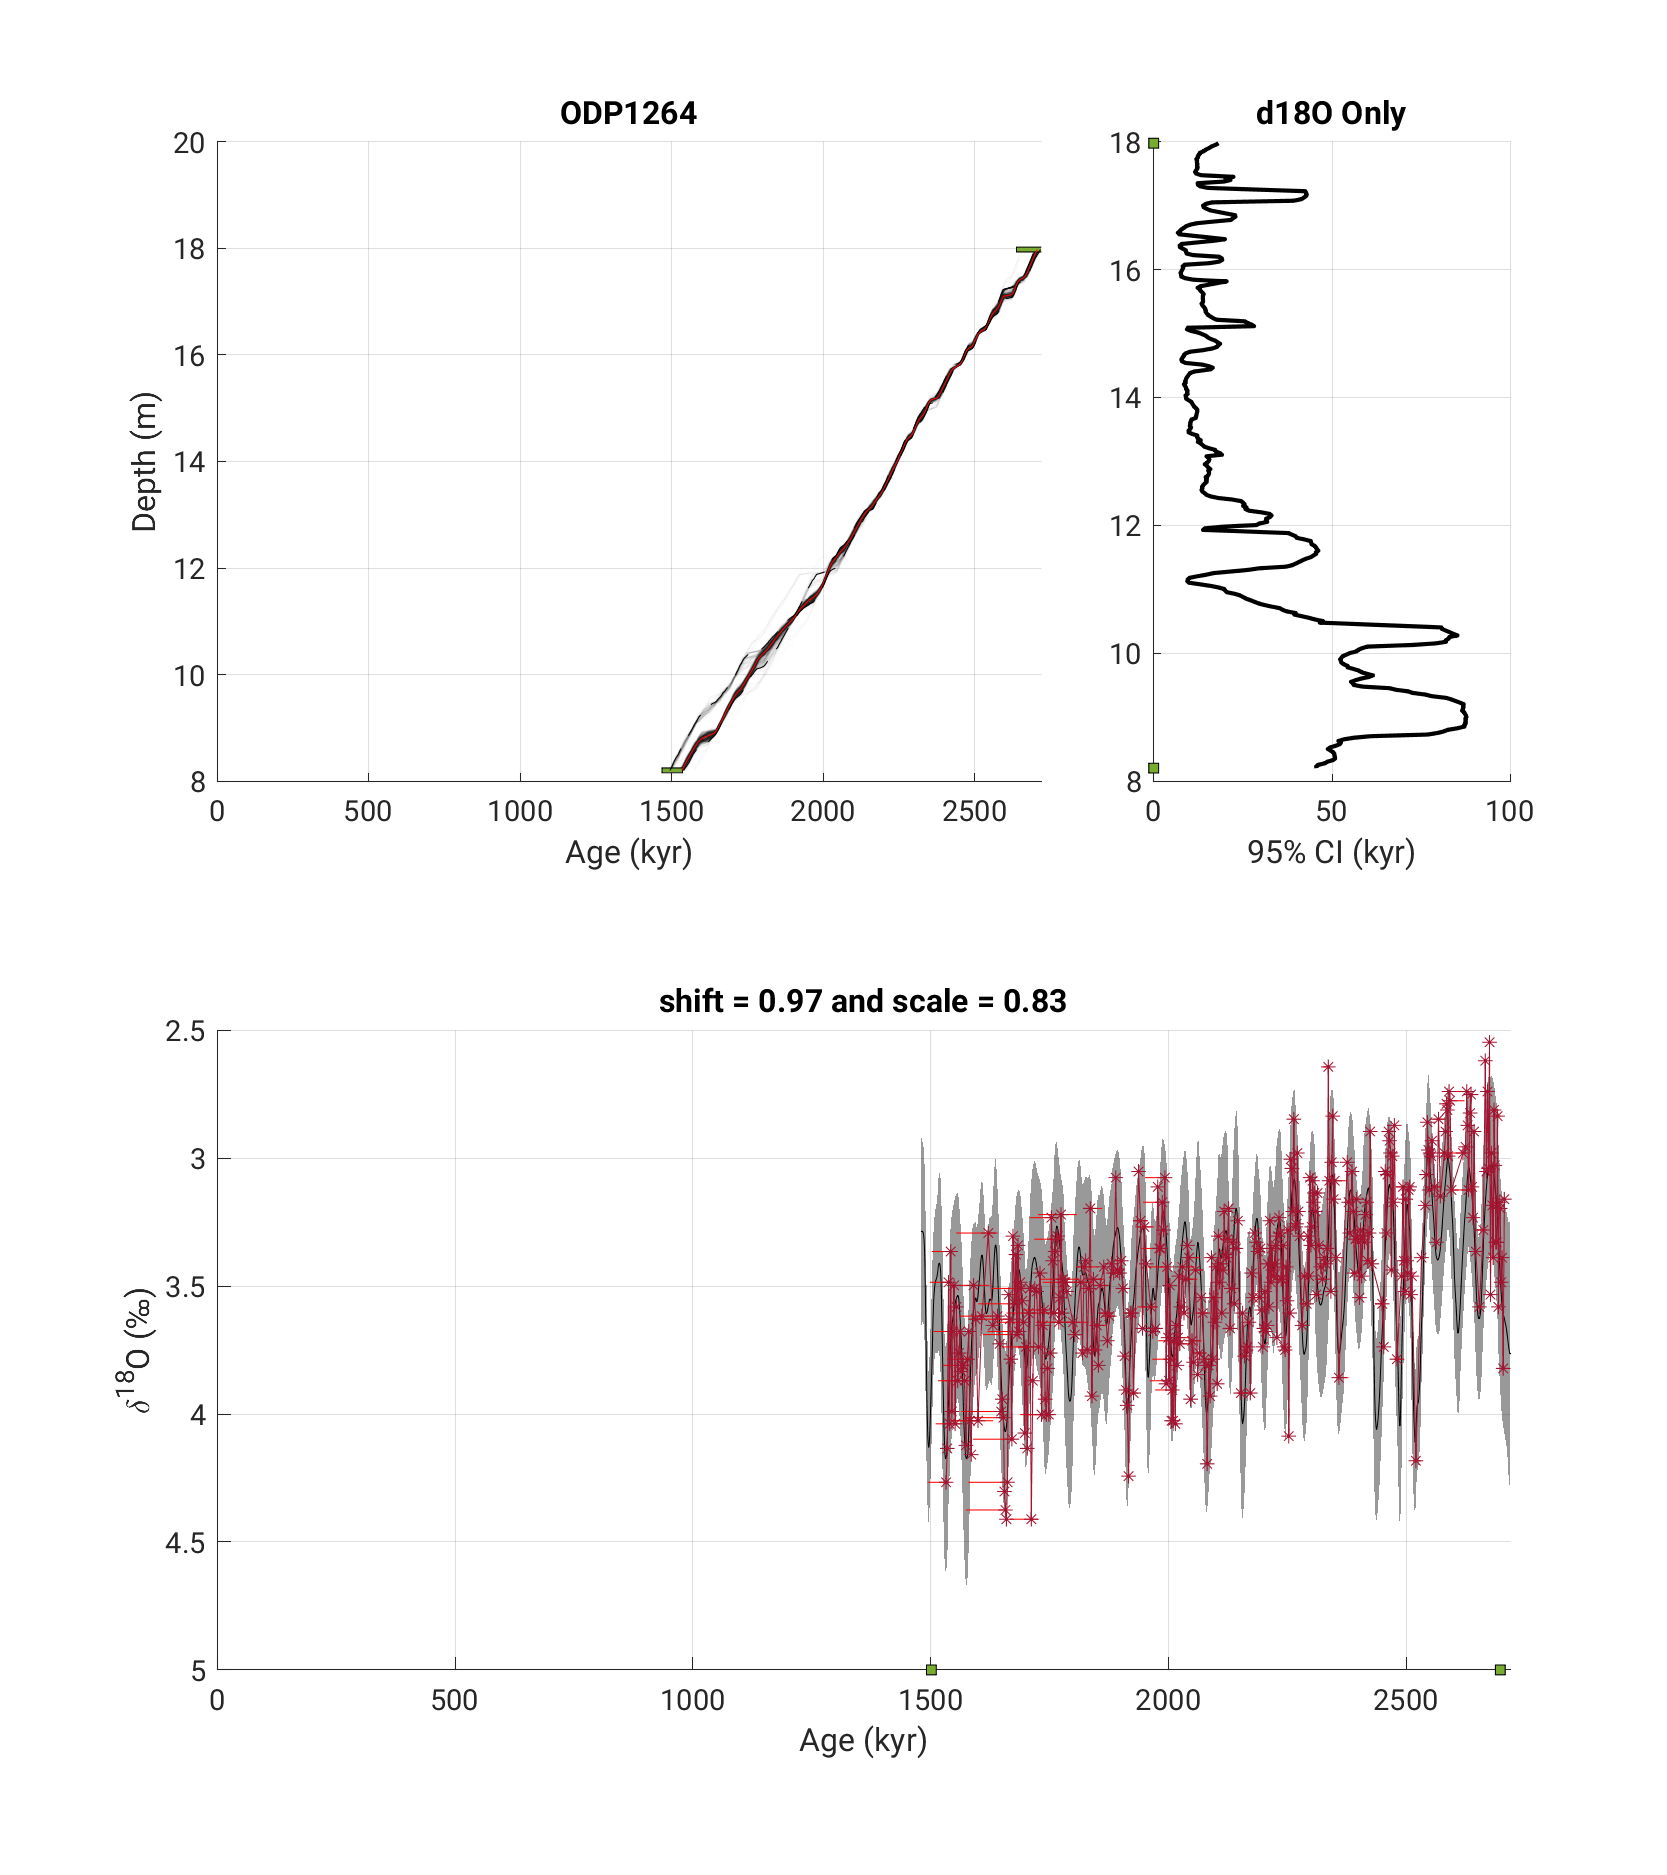 ODP1264
20
18
16
14
12
10
8
Depth (m)
0 500 1000 1500 2000 2500
Age (kyr)
d18O Only
18
16
14
12
10
8
0 50 100
95% CI (kyr)
shift = 0.97 and scale = 0.83
2.5
3
3.5
4
4.5
5
δ¹⁸O (‰)
0 500 1000 1500 2000 2500
Age (kyr)